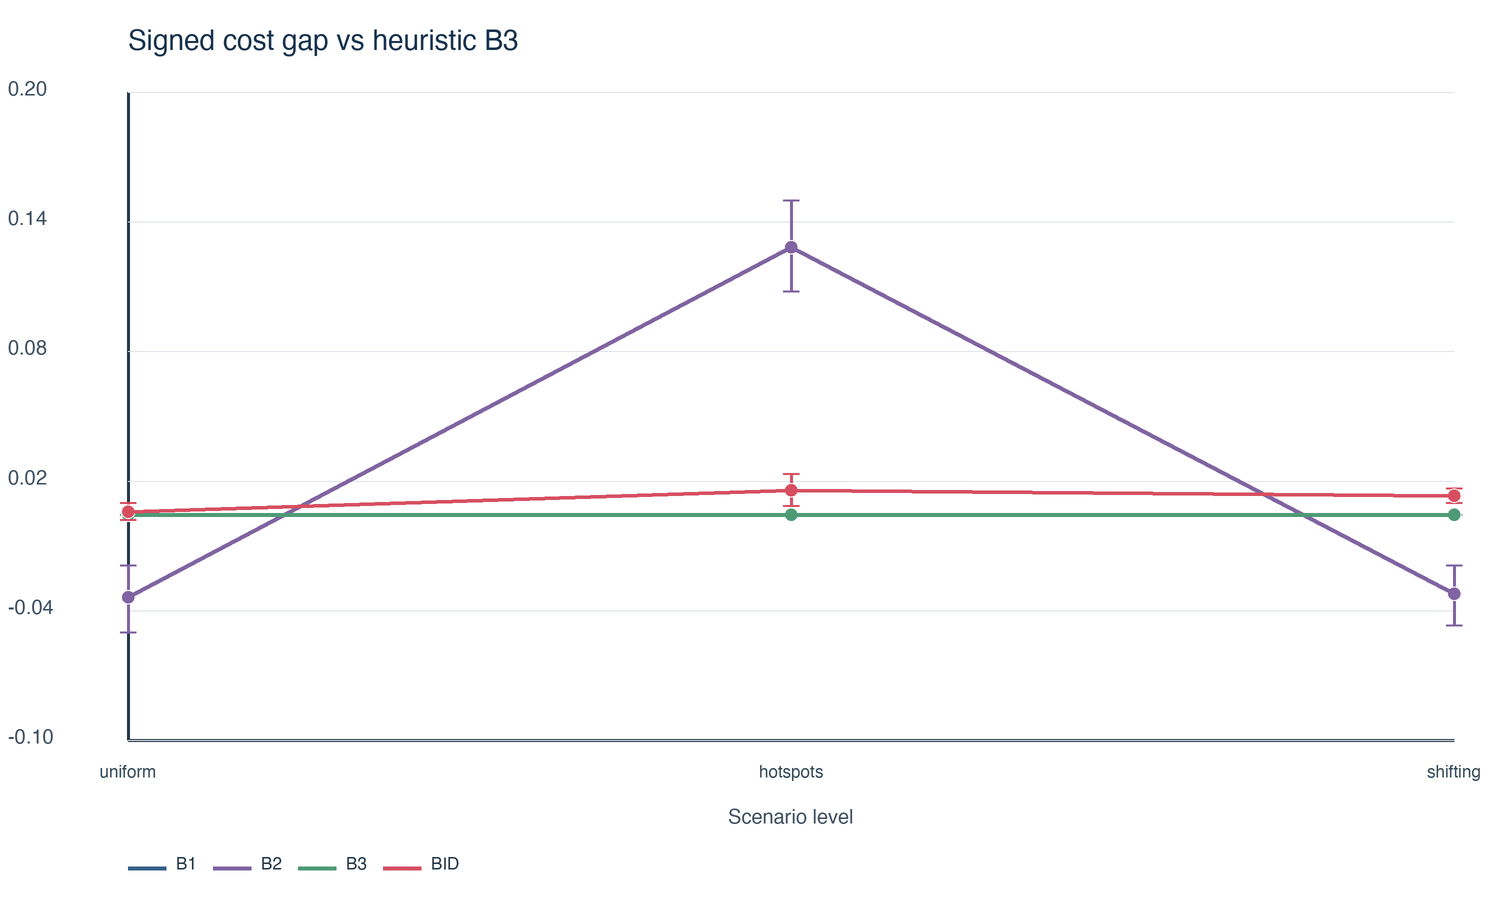 Signed cost gap vs heuristic B3
0.20
0.14
0.08
0.02
-0.04
-0.10
uniform hotspots shifting
Scenario level
B1 B2 B3 BID